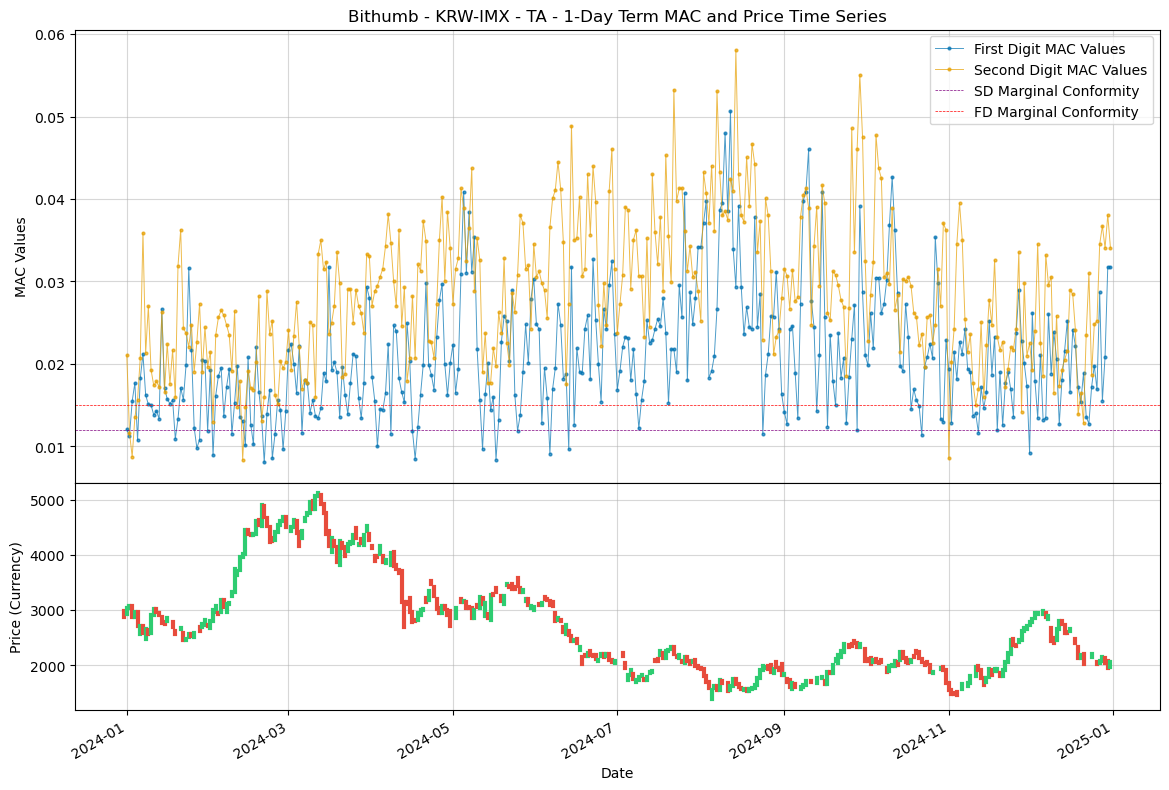 Bithumb - KRW-IMX - TA - 1-Day Term MAC and Price Time Series
First Digit MAC Values
Second Digit MAC Values
SD Marginal Conformity
FD Marginal Conformity
MAC Values
0.06
0.05
0.04
0.03
0.02
0.01
Price (Currency)
5000
4000
3000
2000
2024-01
2024-03
2024-05
2024-07
2024-09
2024-11
2025-01
Date